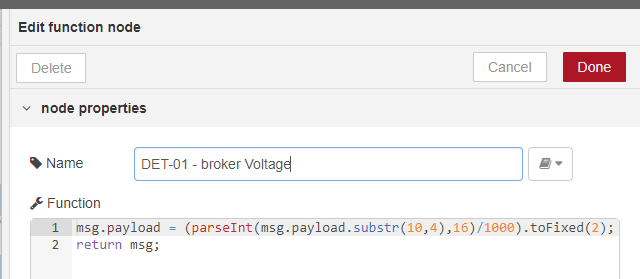 Edit function node
Delete
Cancel
Done
node properties
Name
DET-01 - broker Voltage
Function
1 msg.payload = (parseInt(msg.payload.substr(10,4),16)/1000).toFixed(2);
2 return msg;